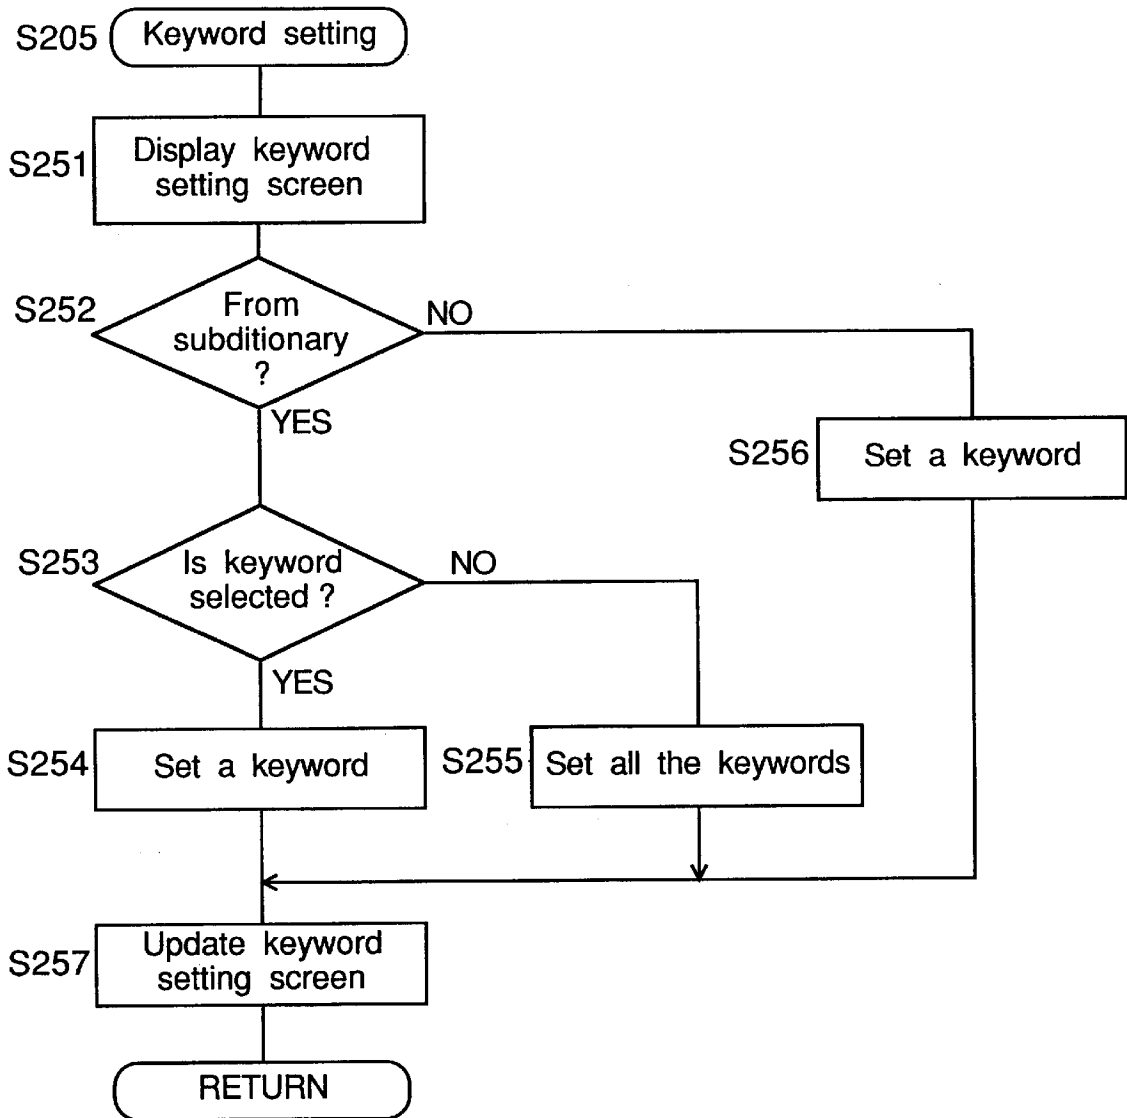 S205
Keyword setting
S251
Display keyword
setting screen
S252
From
subditionary
?
NO
YES
S256
Set a keyword
S253
Is keyword
selected ?
NO
YES
S254
Set a keyword
S255
Set all the keywords
S257
Update keyword
setting screen
RETURN